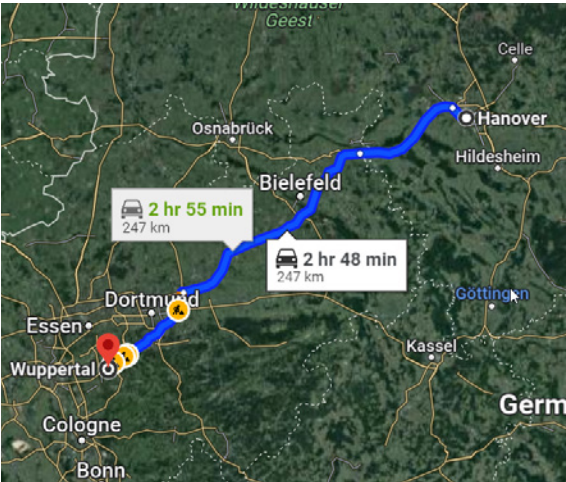 Wildeshauser
Geest
Celle
Hanover
Osnabrück
Hildesheim
Bielefeld
2 hr 55 min
247 km
2 hr 48 min
247 km
Göttingen
Dortmund
Essen
Kassel
Wuppertal
Germ
Cologne
Bonn